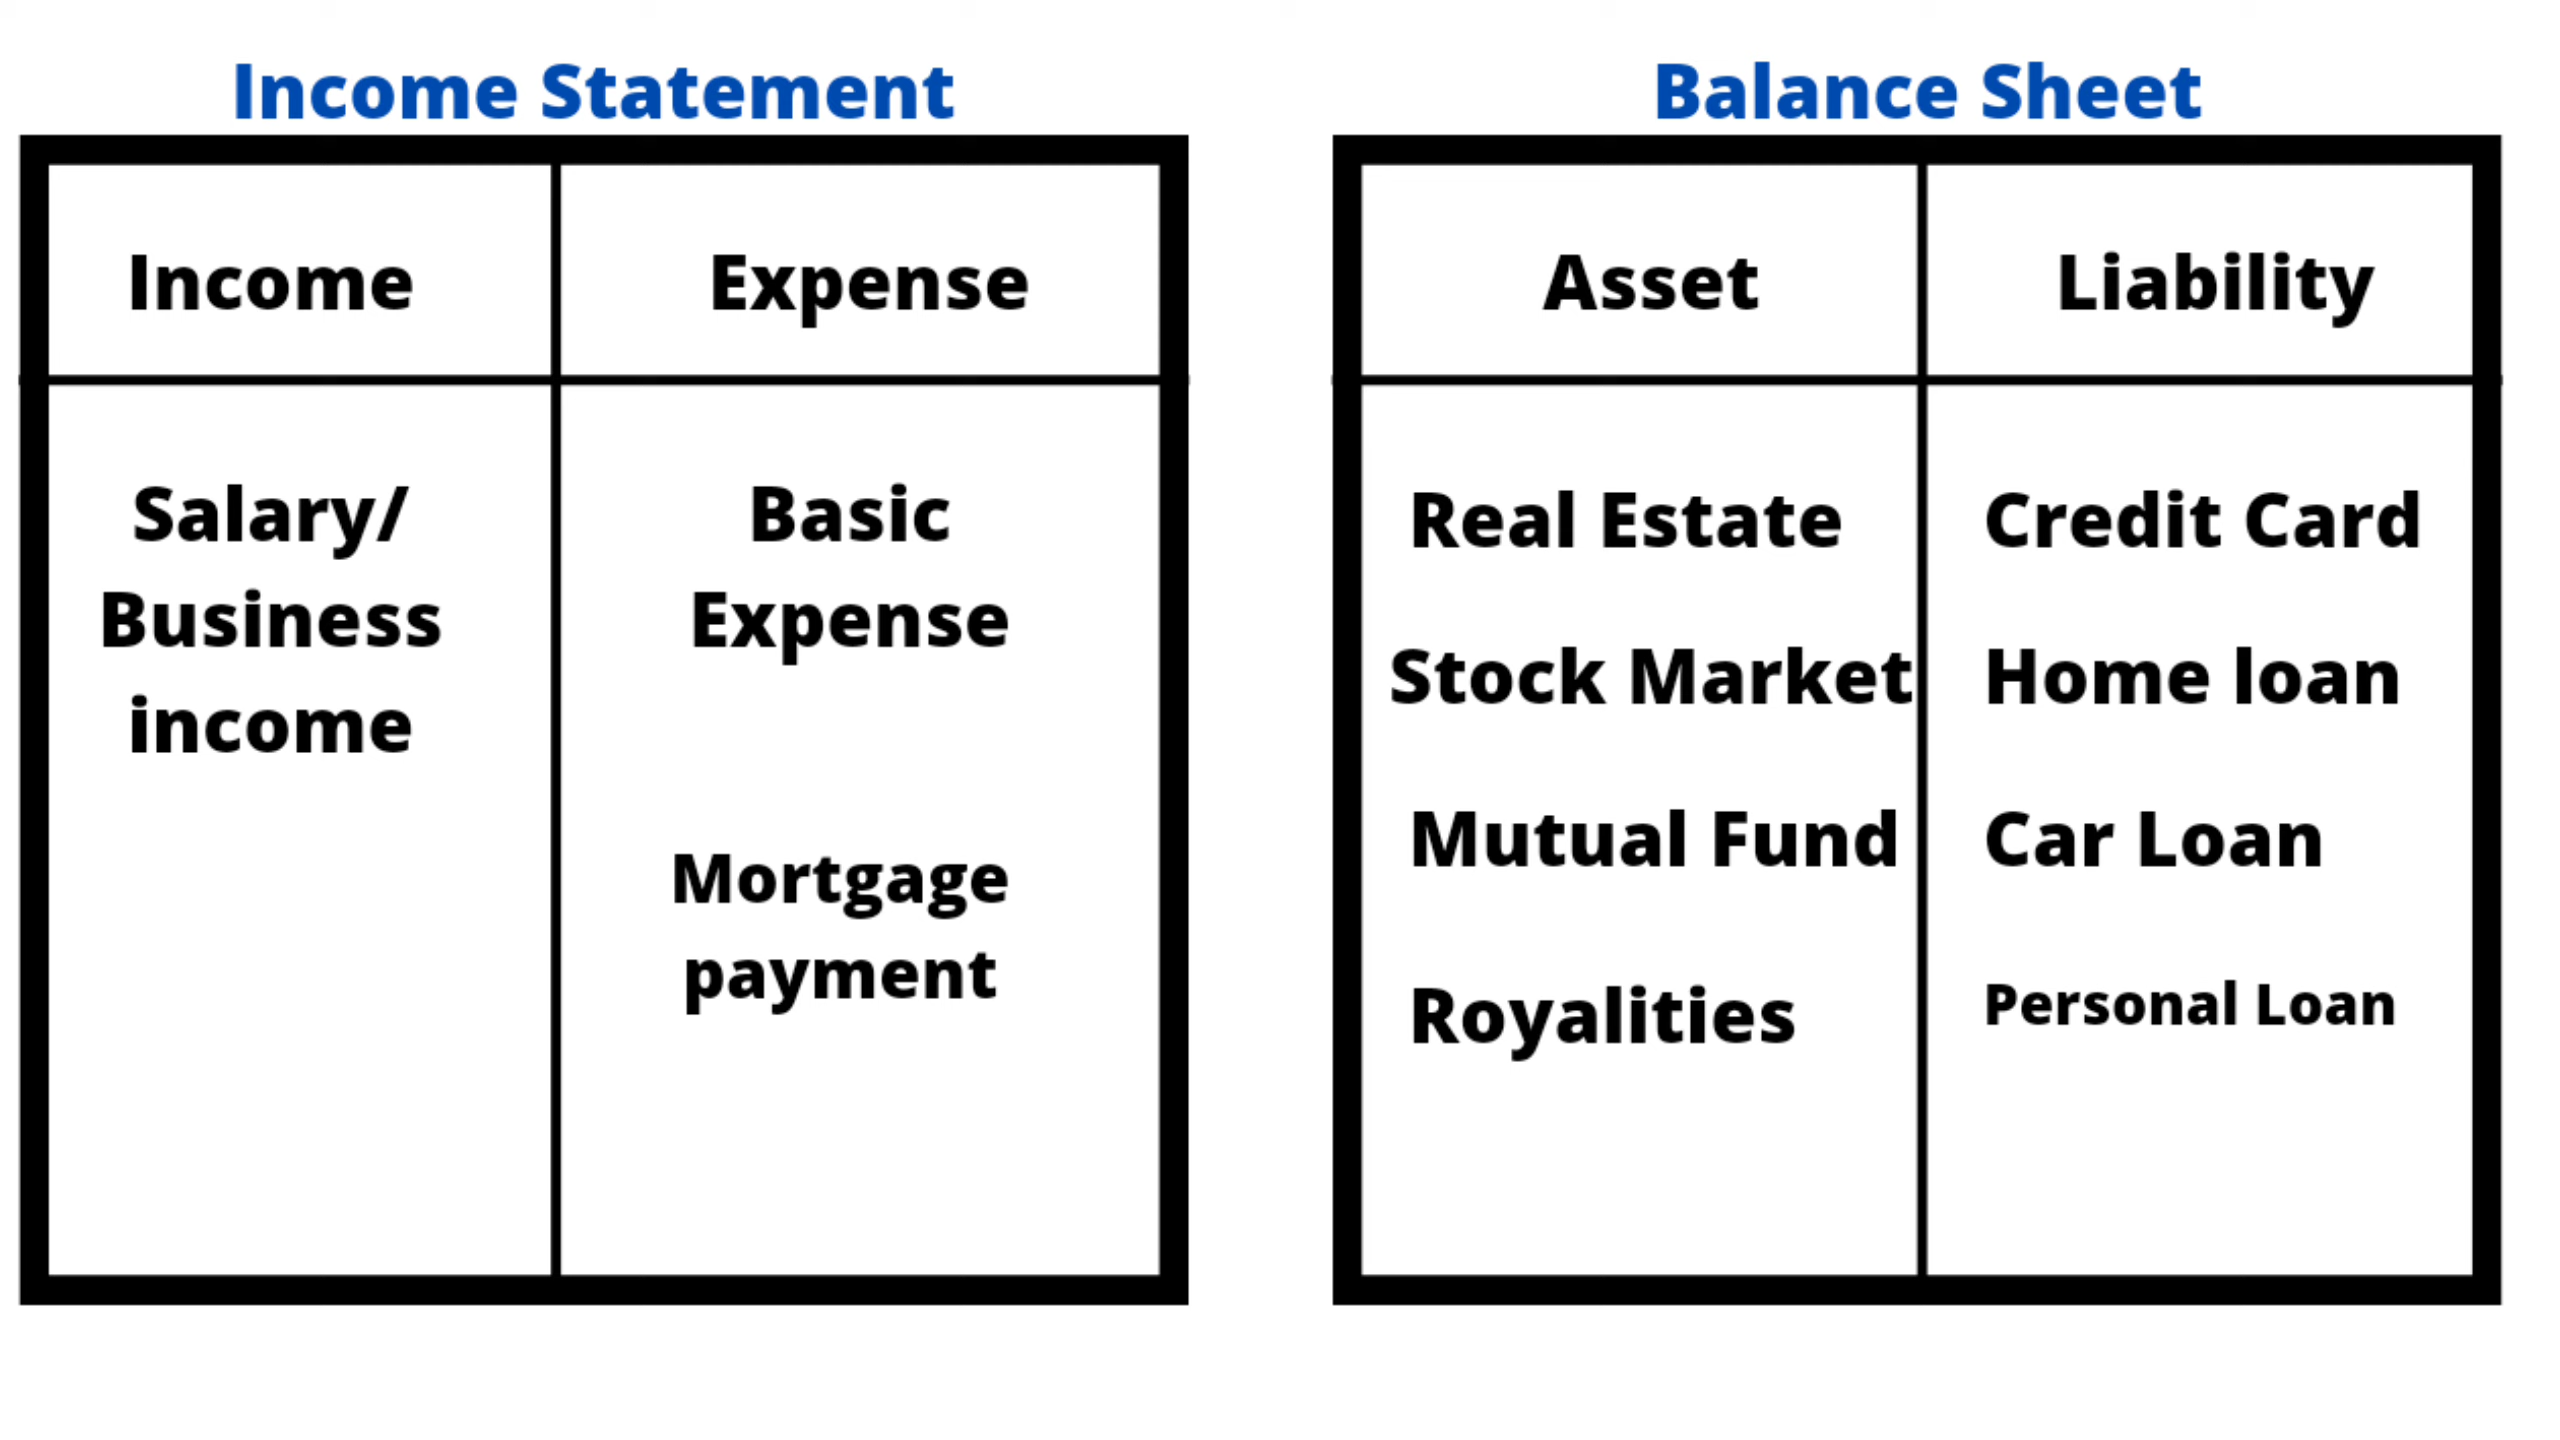 Income Statement
Income
Expense
Salary/
Business
income
Basic
Expense
Mortgage
payment
Balance Sheet
Asset
Liability
Real Estate
Credit Card
Stock Market
Home loan
Mutual Fund
Car Loan
Royalities
Personal Loan